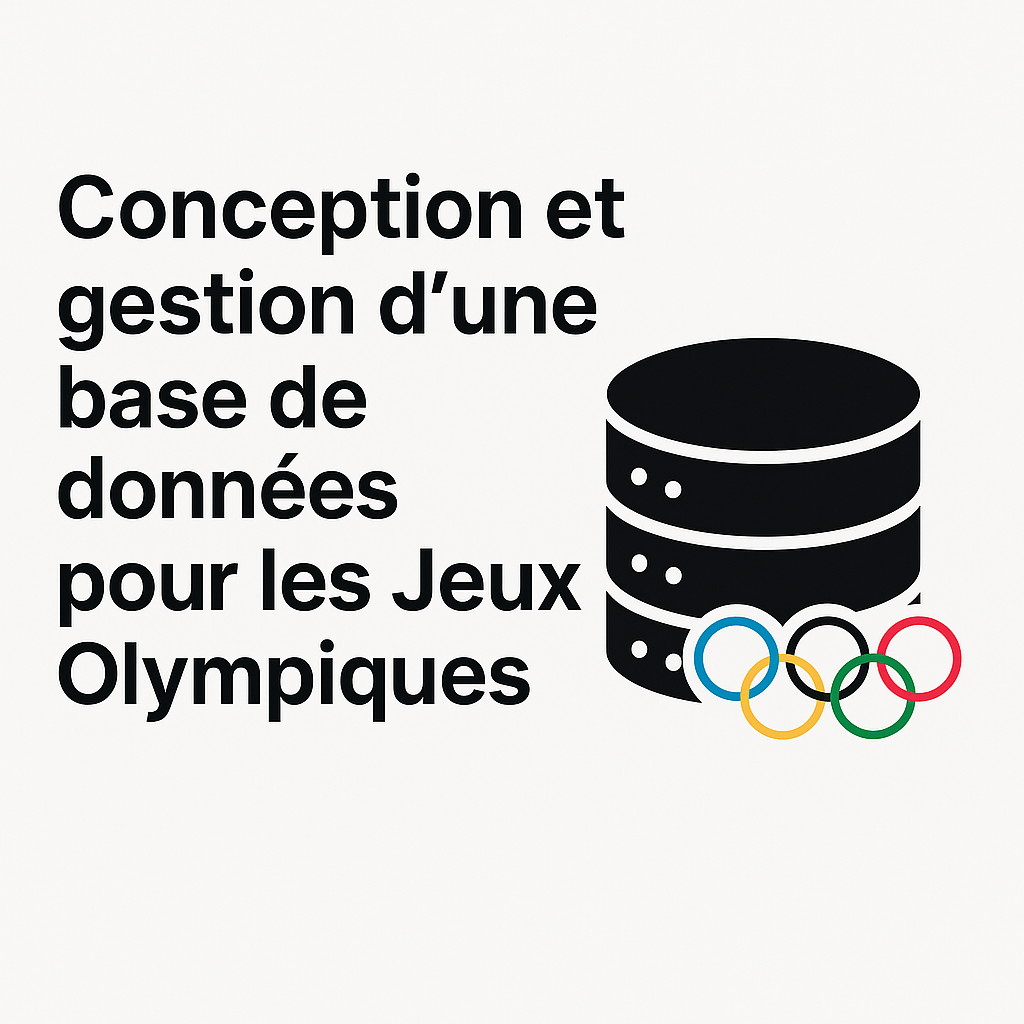 Conception et
gestion d’une
base de
données
pour les Jeux
Olympiques